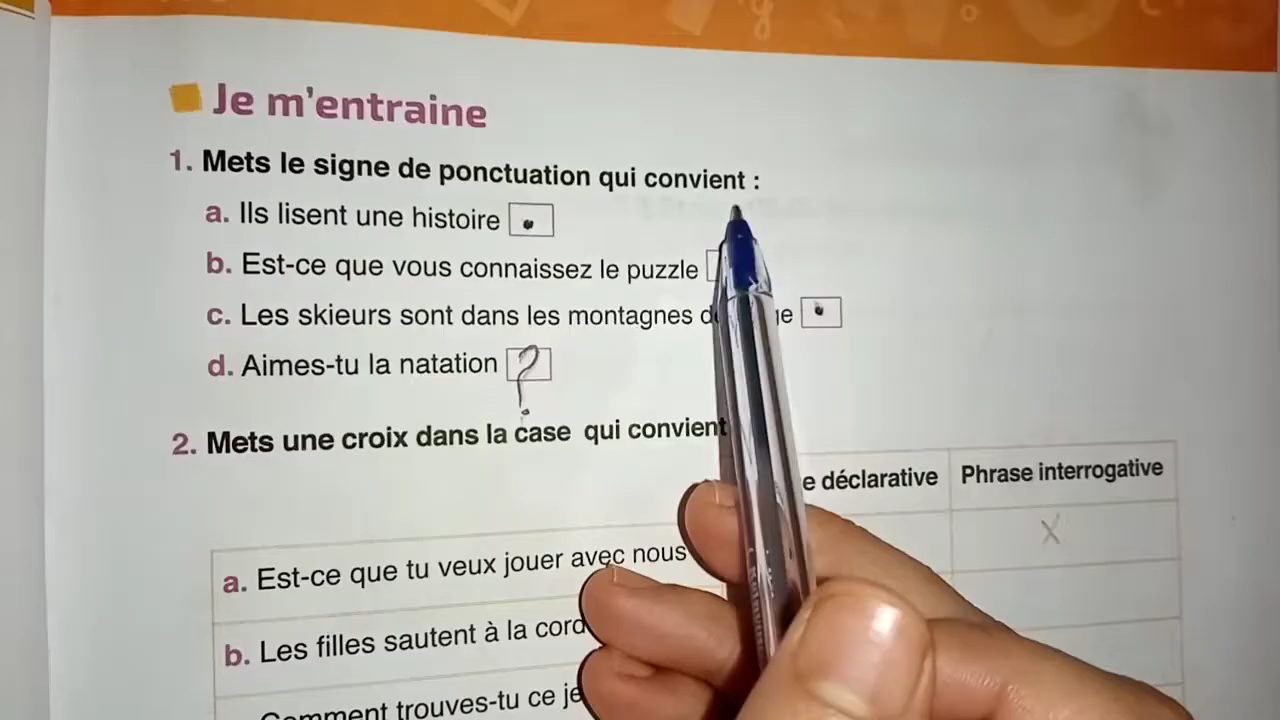 Je m'entraine
1. Mets le signe de ponctuation qui convient :
a. Ils lisent une histoire .
b. Est-ce que vous connaissez le puzzle
c. Les skieurs sont dans les montagnes .
d. Aimes-tu la natation ?
2. Mets une croix dans la case qui convient
déclarative Phrase interrogative
a. Est-ce que tu veux jouer avec nous X
b. Les filles sautent à la
trouves-tu ce